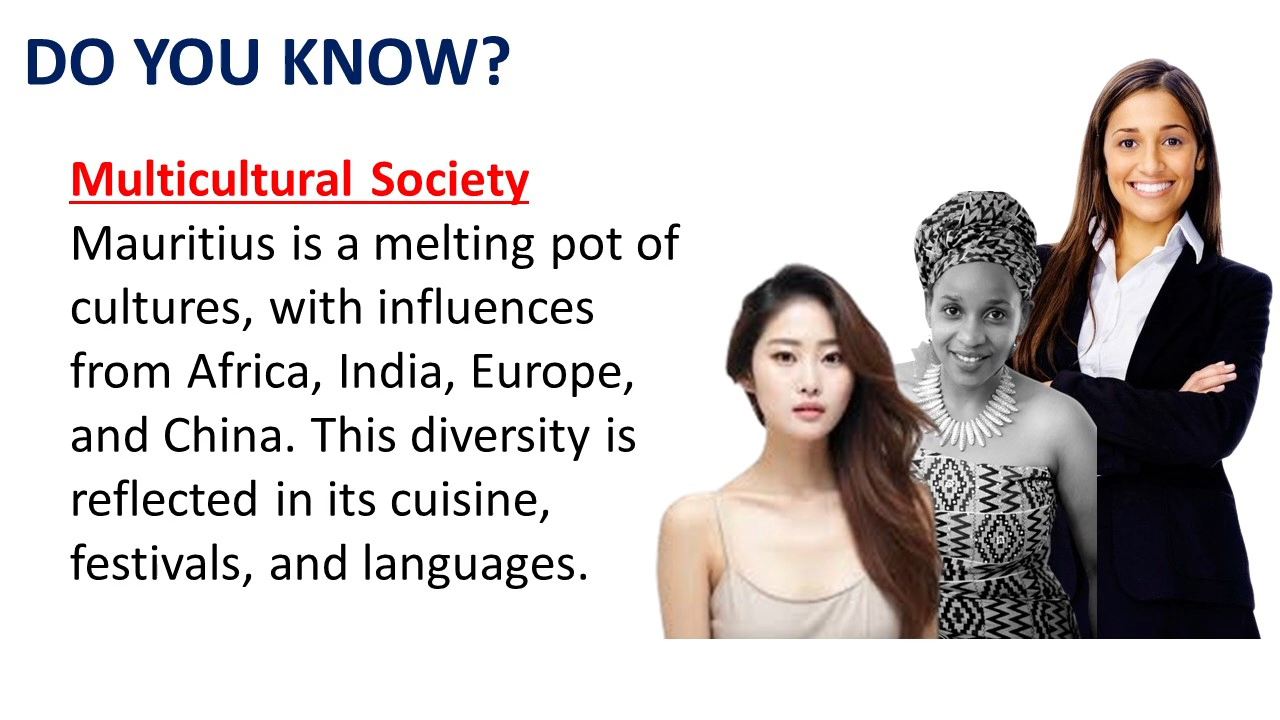 DO YOU KNOW?
Multicultural Society
Mauritius is a melting pot of
cultures, with influences
from Africa, India, Europe,
and China. This diversity is
reflected in its cuisine,
festivals, and languages.